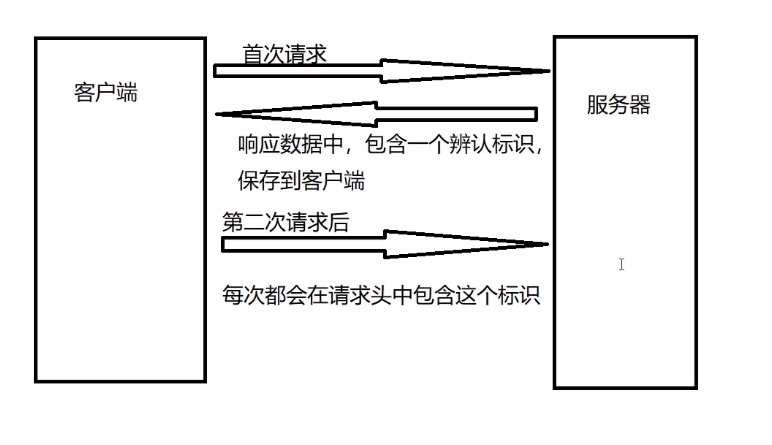 首次请求
客户端
服务器
响应数据中，包含一个辨认标识，
保存到客户端
第二次请求后
每次都会在请求头中包含这个标识